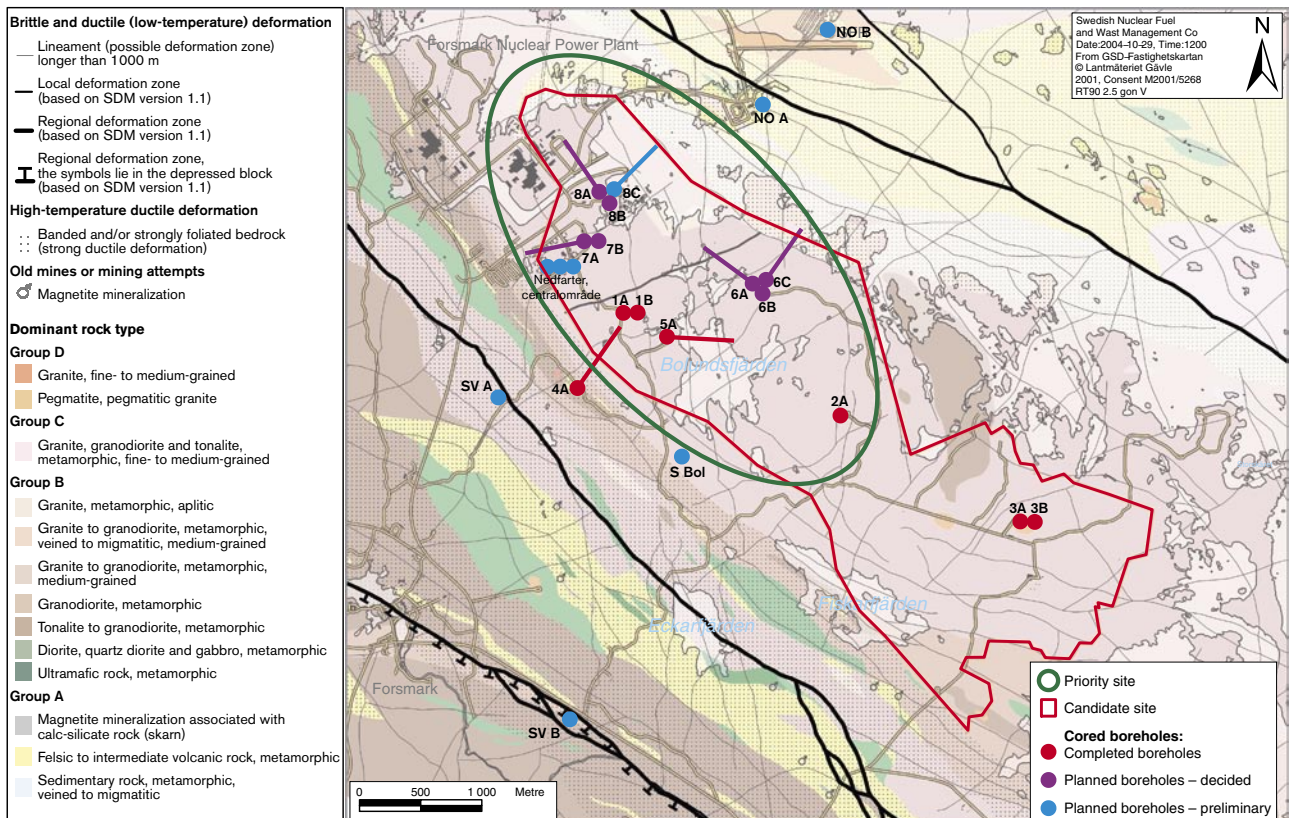 Brittle and ductile (low-temperature) deformation
Lineament (possible deformation zone)
longer than 1000 m
Local deformation zone
(based on SDM version 1.1)
Regional deformation zone
(based on SDM version 1.1)
Regional deformation zone,
the symbols lie in the depressed block
(based on SDM version 1.1)
High-temperature ductile deformation
Banded and/or strongly foliated bedrock
(strong ductile deformation)
Old mines or mining attempts
Magnetite mineralization
Dominant rock type
Group D
Granite, fine- to medium-grained
Pegmatite, pegmatitic granite
Group C
Granite, granodiorite and tonalite,
metamorphic, fine- to medium-grained
Group B
Granite, metamorphic, aplitic
Granite to granodiorite, metamorphic,
veined to migmatitic, medium-grained
Granite to granodiorite, metamorphic,
medium-grained
Granodiorite, metamorphic
Tonalite to granodiorite, metamorphic
Diorite, quartz diorite and gabbro, metamorphic
Ultramafic rock, metamorphic
Group A
Magnetite mineralization associated with
calc-silicate rock (skarn)
Felsic to intermediate volcanic rock, metamorphic
Sedimentary rock, metamorphic,
veined to migmatitic
Swedish Nuclear Fuel
and Wast Management Co
Date:2004–10–29, Time:1200
From GSD-Fastighetskartan
© Lantmäteriet Gävle
2001, Consent M2001/5268
RT90 2.5 gon V
N
Forsmark Nuclear Power Plant
NO B
NO A
8A
8C
8B
7B
7A
Nedfarter,
centralområde
6C
6A
6B
1A 1B
5A
Bolundsfjärden
4A
SV A
2A
S Bol
3A 3B
Fiskarfjärden
Eckarfjärden
Forsmark
SV B
0 500 1 000 Metre
Priority site
Candidate site
Cored boreholes:
Completed boreholes
Planned boreholes – decided
Planned boreholes – preliminary